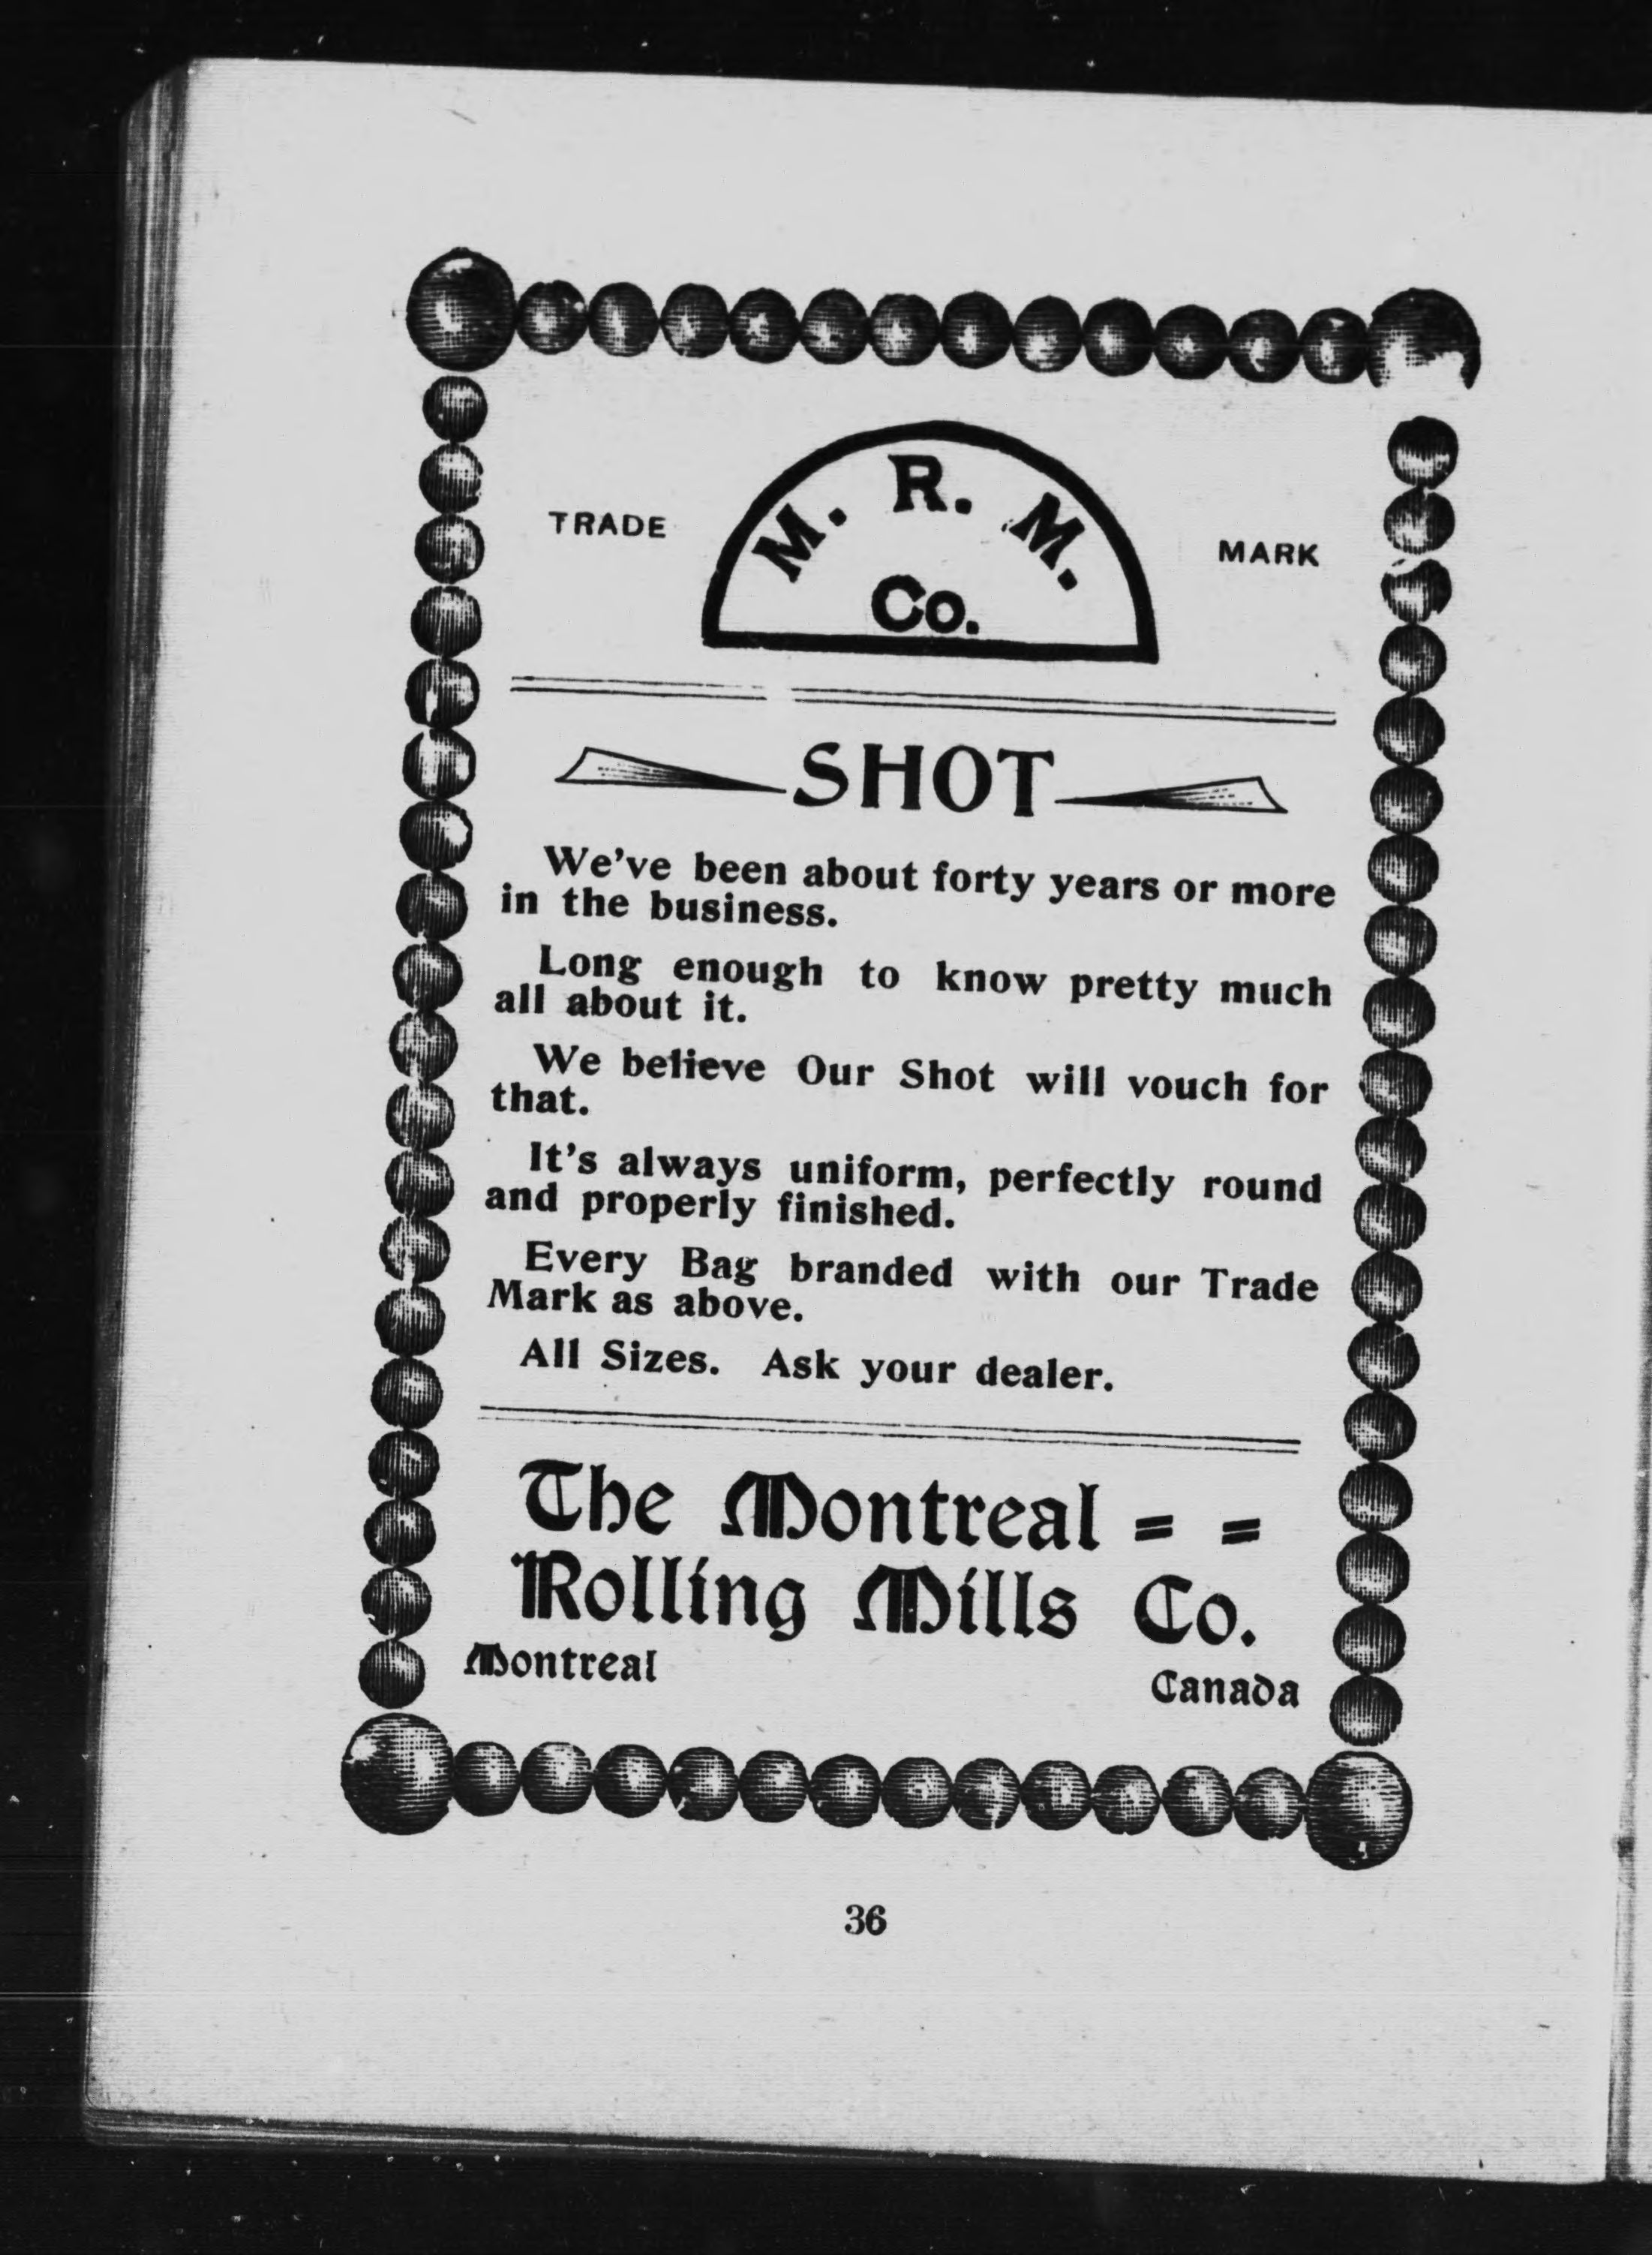 TRADE M. R. M. MARK
Co.
SHOT
We've been about forty years or more
in the business.
Long enough to know pretty much
all about it.
We believe Our Shot will vouch for
that.
It's always uniform, perfectly round
and properly finished.
Every Bag branded with our Trade
Mark as above.
All Sizes. Ask your dealer.
The Montreal = =
Rolling Mills Co.
Montreal Canada
36